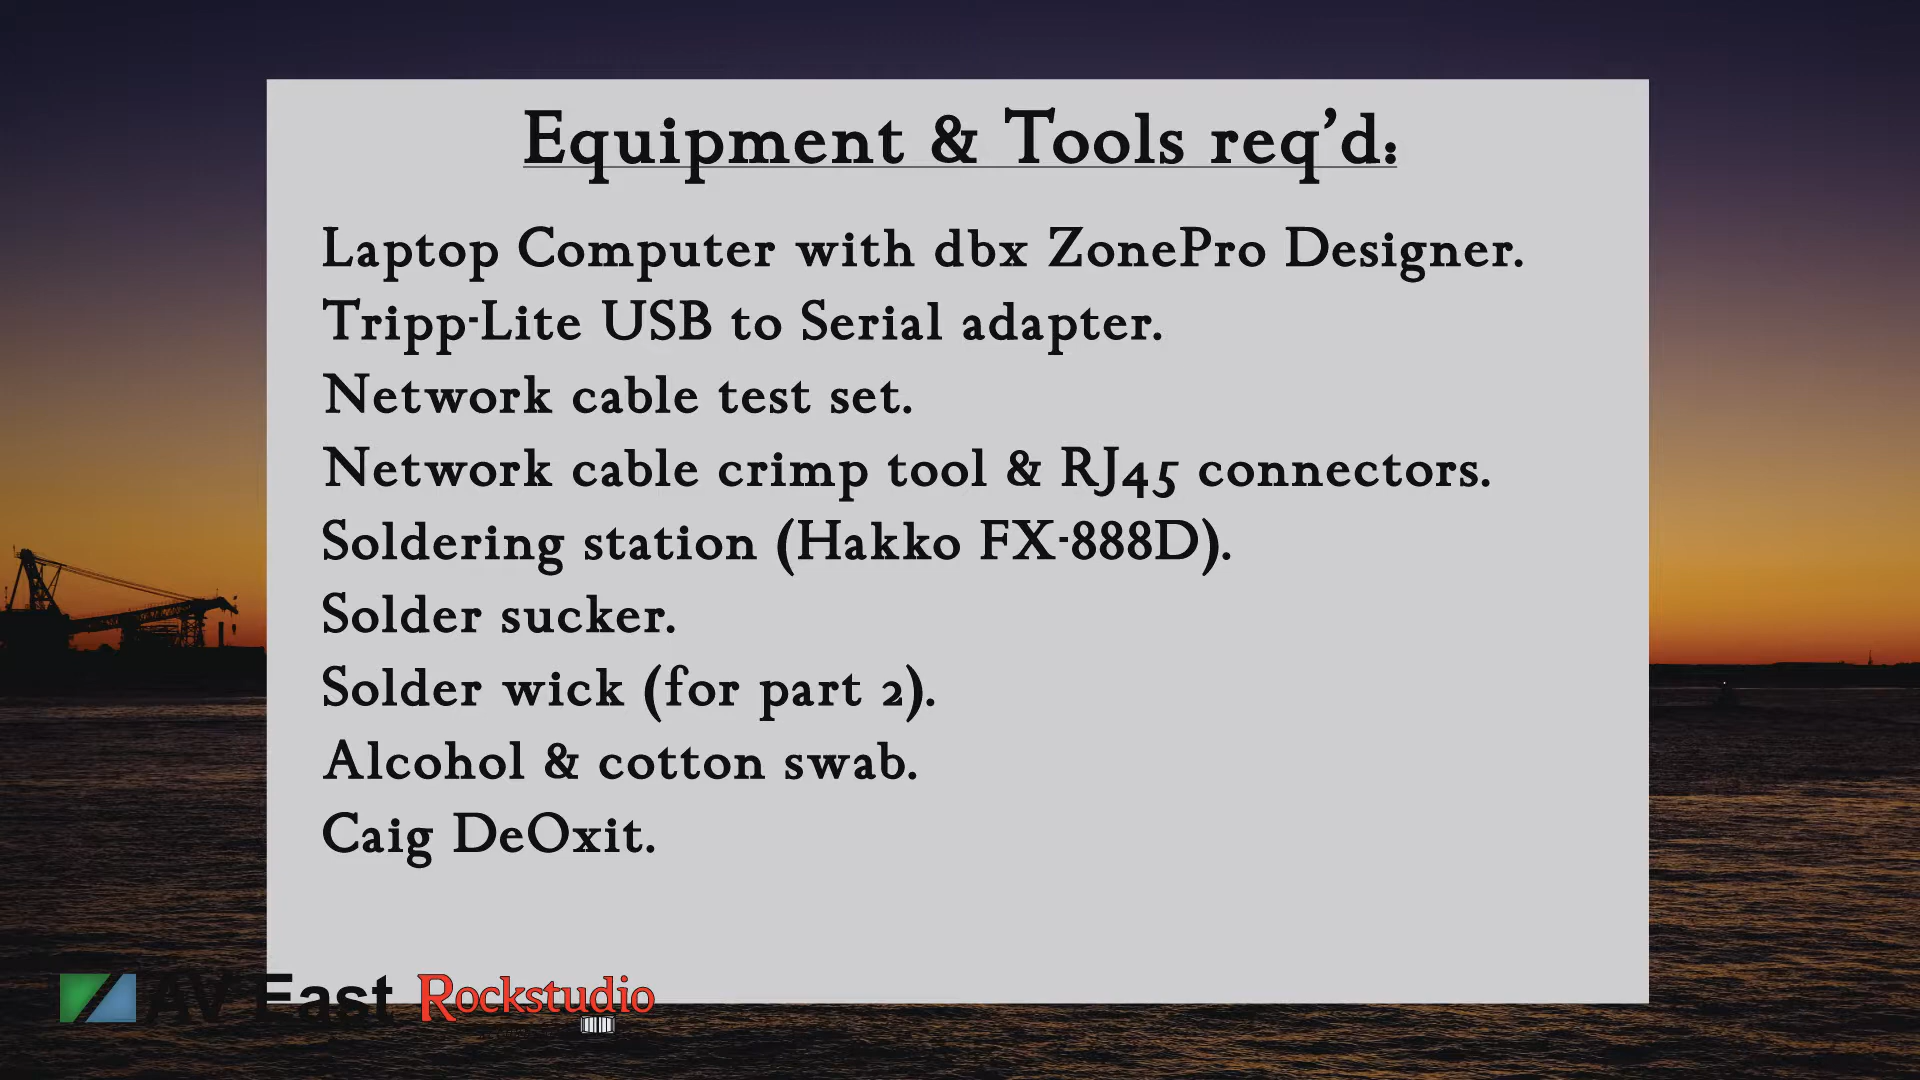 Equipment & Tools req’d:
Laptop Computer with dbx ZonePro Designer.
Tripp-Lite USB to Serial adapter.
Network cable test set.
Network cable crimp tool & RJ45 connectors.
Soldering station (Hakko FX-888D).
Solder sucker.
Solder wick (for part 2).
Alcohol & cotton swab.
Caig DeOxit.
AV East Rockstudio